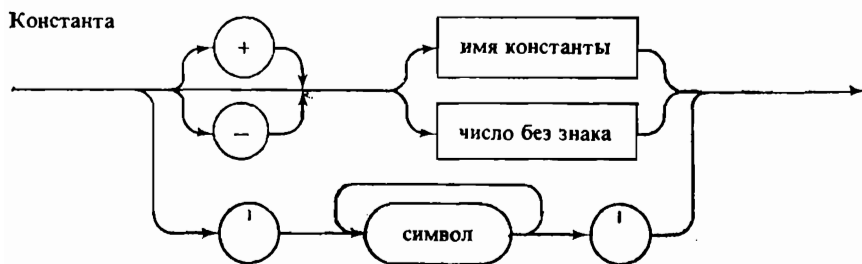 Константа
+
имя константы
−
число без знака
'
символ
'